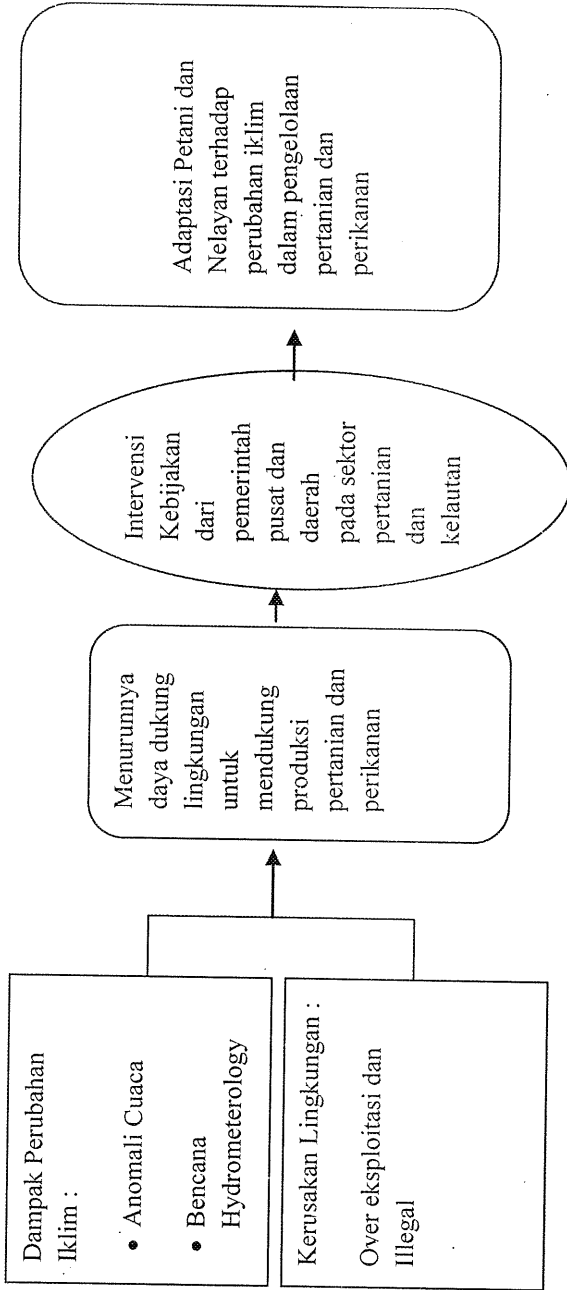 Dampak Perubahan
Iklim :
• Anomali Cuaca
• Bencana
Hydrometerology
Kerusakan Lingkungan :
Over eksploitasi dan
Illegal
Menurunnya
daya dukung
lingkungan
untuk
mendukung
produksi
pertanian dan
perikanan
Intervensi
Kebijakan
dari
pemerintah
pusat dan
daerah
pada sektor
pertanian
dan
kelautan
Adaptasi Petani dan
Nelayan terhadap
perubahan iklim
dalam pengelolaan
pertanian dan
perikanan